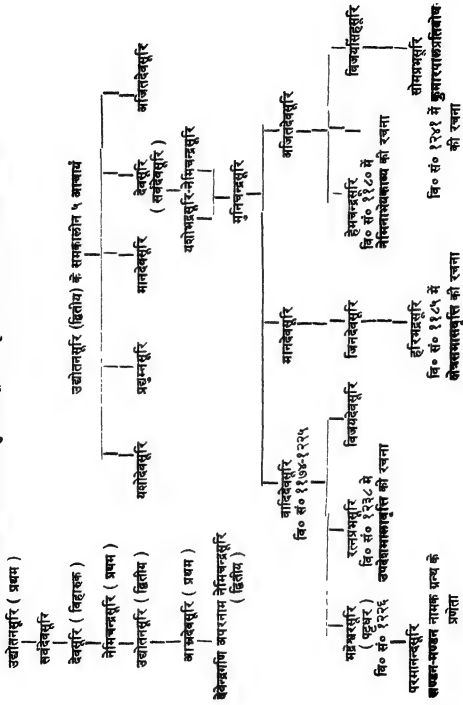 उद्योतनसूरि ( प्रथम )
सर्वदेवसूरि
देवसूरि ( विहारुक )
नेमिचन्द्रसूरि ( प्रथम )
उद्योतनसूरि ( द्वितीय )
आम्रदेवसूरि ( प्रथम )
देवेन्द्रगणि अपरनाम नेमिचन्द्रसूरि
( द्वितीय )
उद्योतनसूरि (द्वितीय) के समकालीन ५ आचार्य
यशोदेवसूरि
प्रद्युम्नसूरि
मानदेवसूरि
देवसूरि
( सर्वदेवसूरि )
अजितदेवसूरि
यशोभद्रसूरि-नेमिचन्द्रसूरि
मुनिचन्द्रसूरि
वादिदेवसूरि
वि० सं० ११७४-१२२५
मानदेवसूरि
अजितदेवसूरि
भद्रेश्वरसूरि
( पट्टधर )
वि० सं० १२२६
रत्नप्रभसूरि
वि० सं० १२३८ में
उपदेशमालावृत्ति की रचना
विजयदेवसूरि
जिनदेवसूरि
हेमचन्द्रसूरि
वि० सं० ११८० में
नेमिनाभेयकाव्य की रचना
विजयसिंहसूरि
परमानन्दसूरि
खण्डन-मण्डन नामक ग्रन्थ के
प्रणेता
हरिभद्रसूरि
वि० सं० ११८५ में
क्षेत्रसमासवृत्ति की रचना
सोमप्रभसूरि
वि० सं० १२४१ में कुमारपालप्रतिबोध
की रचना